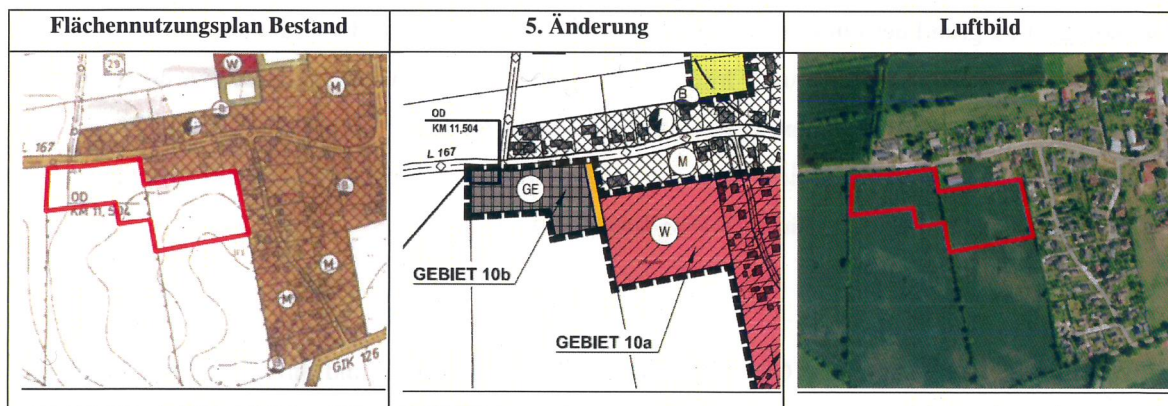 Flächennutzungsplan Bestand
5. Änderung
Luftbild
29
W
M
B
L 167
OD
KM 11,504
2
M
B
M
M
B
GIK 126
B
OD
KM 11,504
L 167
M
GE
W
GEBIET 10b
GEBIET 10a